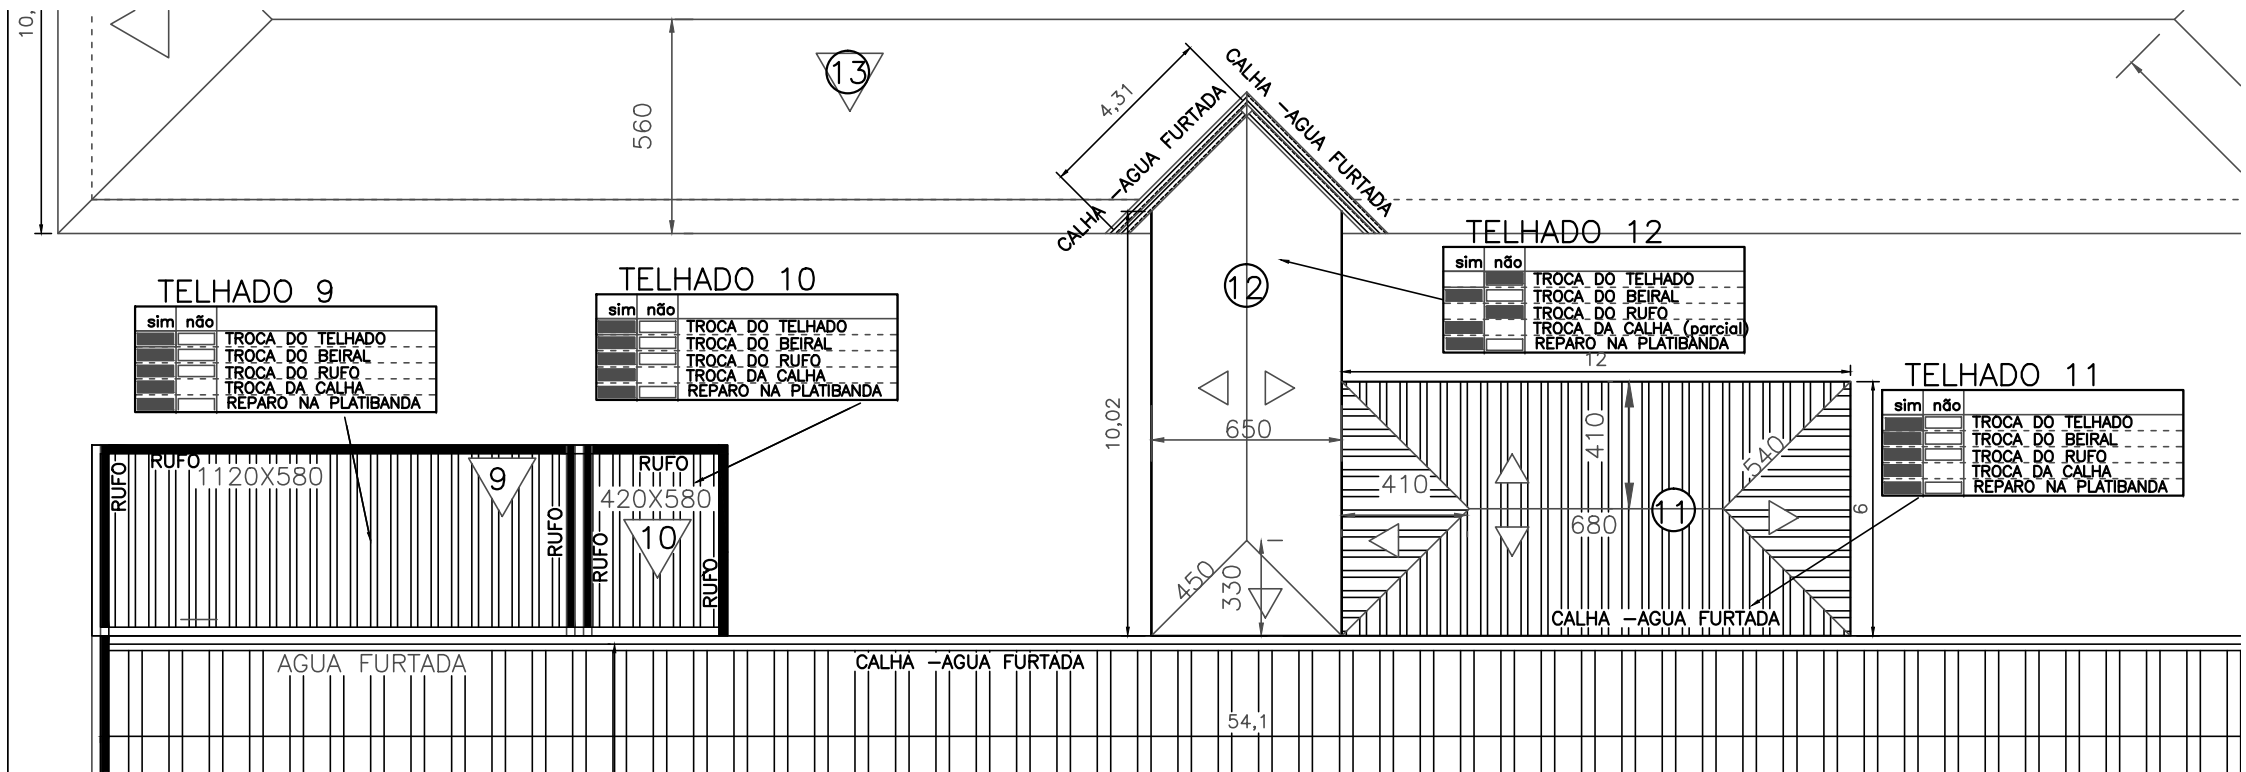 10,
13
560
4,31
CALHA -AGUA FURTADA
CALHA -AGUA FURTADA
TELHADO 12
sim não
TROCA DO TELHADO
TROCA DO BEIRAL
TROCA DO RUFO
TROCA DA CALHA (parcial)
REPARO NA PLATIBANDA
TELHADO 9
sim não
TROCA DO TELHADO
TROCA DO BEIRAL
TROCA DO RUFO
TROCA DA CALHA
REPARO NA PLATIBANDA
TELHADO 10
sim não
TROCA DO TELHADO
TROCA DO BEIRAL
TROCA DO RUFO
TROCA DA CALHA
REPARO NA PLATIBANDA
12
12
TELHADO 11
sim não
TROCA DO TELHADO
TROCA DO BEIRAL
TROCA DO RUFO
TROCA DA CALHA
REPARO NA PLATIBANDA
10,02
650
410
410
540
680
11
6
450
330
CALHA -AGUA FURTADA
RUFO
RUFO
1120X580
9
RUFO
RUFO
RUFO
420X580
10
RUFO
AGUA FURTADA
CALHA -AGUA FURTADA
54,1